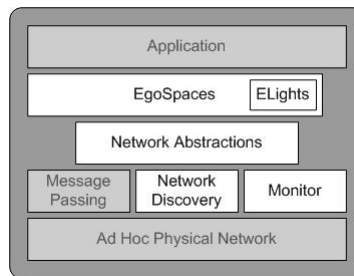 Application
EgoSpaces
ELights
Network Abstractions
Message
Passing
Network
Discovery
Monitor
Ad Hoc Physical Network